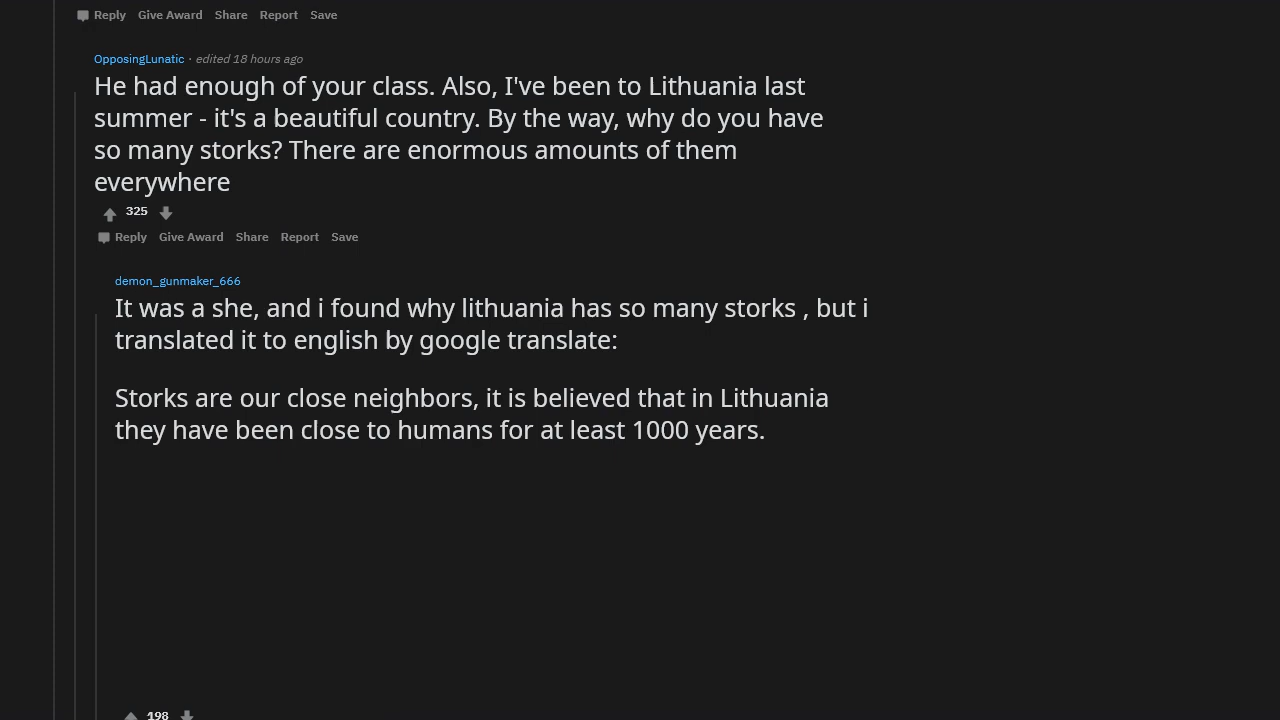 Reply Give Award Share Report Save
OpposingLunatic · edited 18 hours ago
He had enough of your class. Also, I've been to Lithuania last
summer - it's a beautiful country. By the way, why do you have
so many storks? There are enormous amounts of them
everywhere
325
Reply Give Award Share Report Save
demon_gunmaker_666
It was a she, and i found why lithuania has so many storks , but i
translated it to english by google translate:
Storks are our close neighbors, it is believed that in Lithuania
they have been close to humans for at least 1000 years.
198